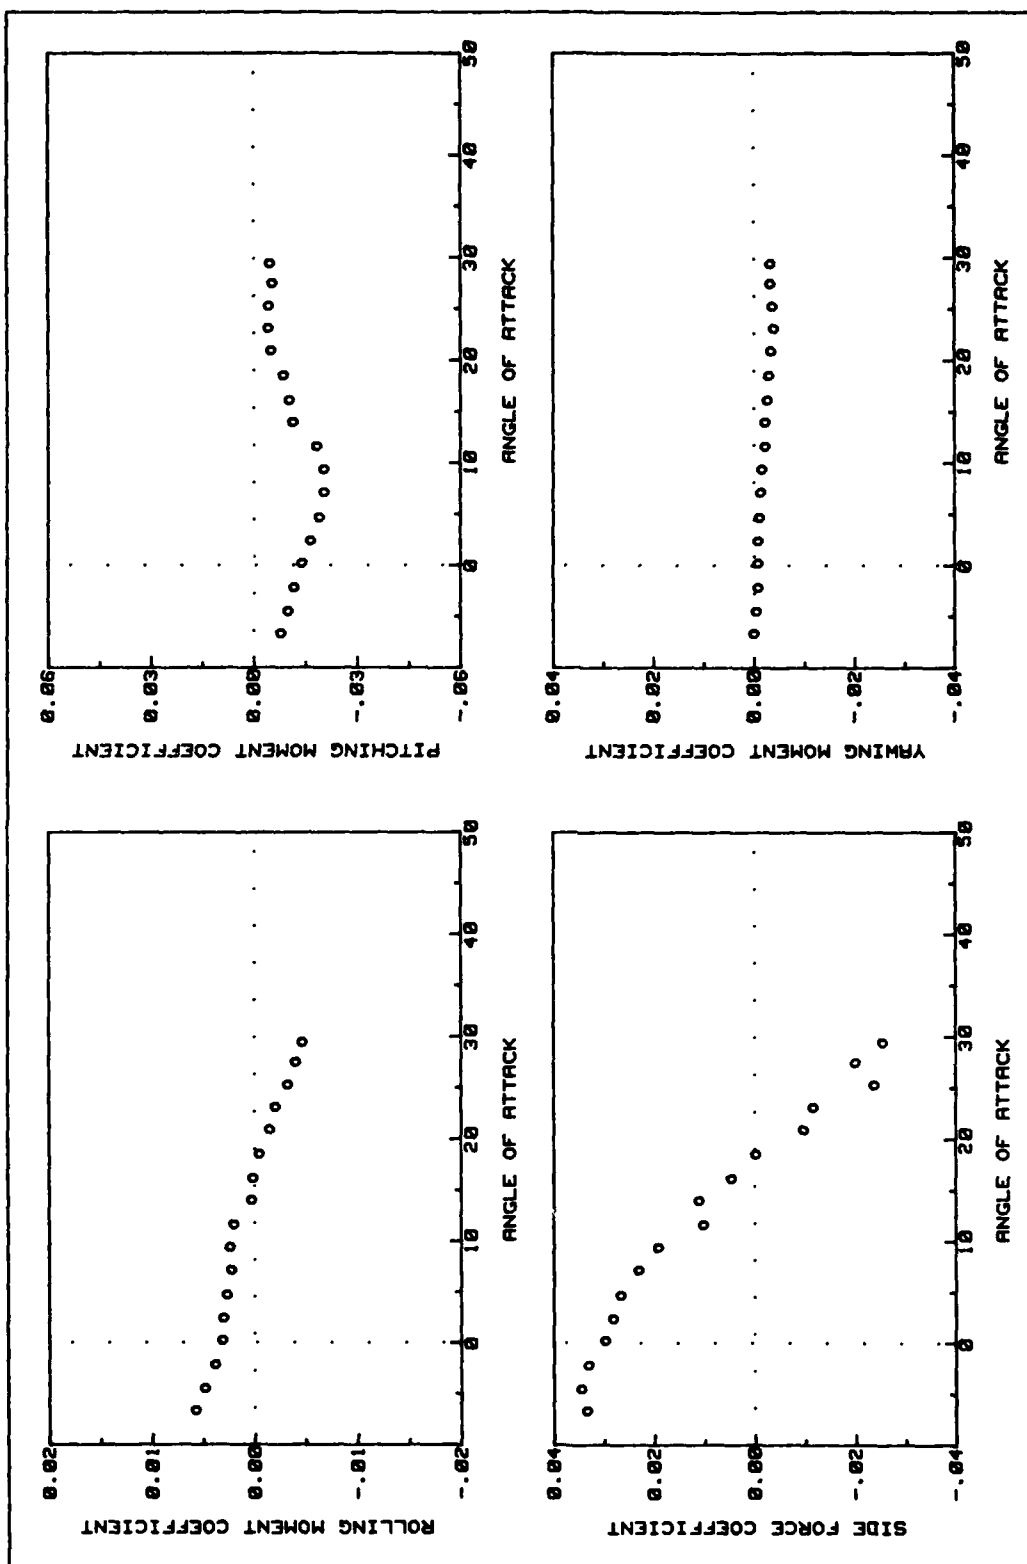 0.02
0.01
0.00
-.01
-.02
ROLLING MOMENT COEFFICIENT
0 10 20 30 40 50
ANGLE OF ATTACK
0.06
0.03
0.00
-.03
-.06
PITCHING MOMENT COEFFICIENT
0 10 20 30 40 50
ANGLE OF ATTACK
0.04
0.02
0.00
-.02
-.04
SIDE FORCE COEFFICIENT
0 10 20 30 40 50
ANGLE OF ATTACK
0.04
0.02
0.00
-.02
-.04
YAWING MOMENT COEFFICIENT
0 10 20 30 40 50
ANGLE OF ATTACK